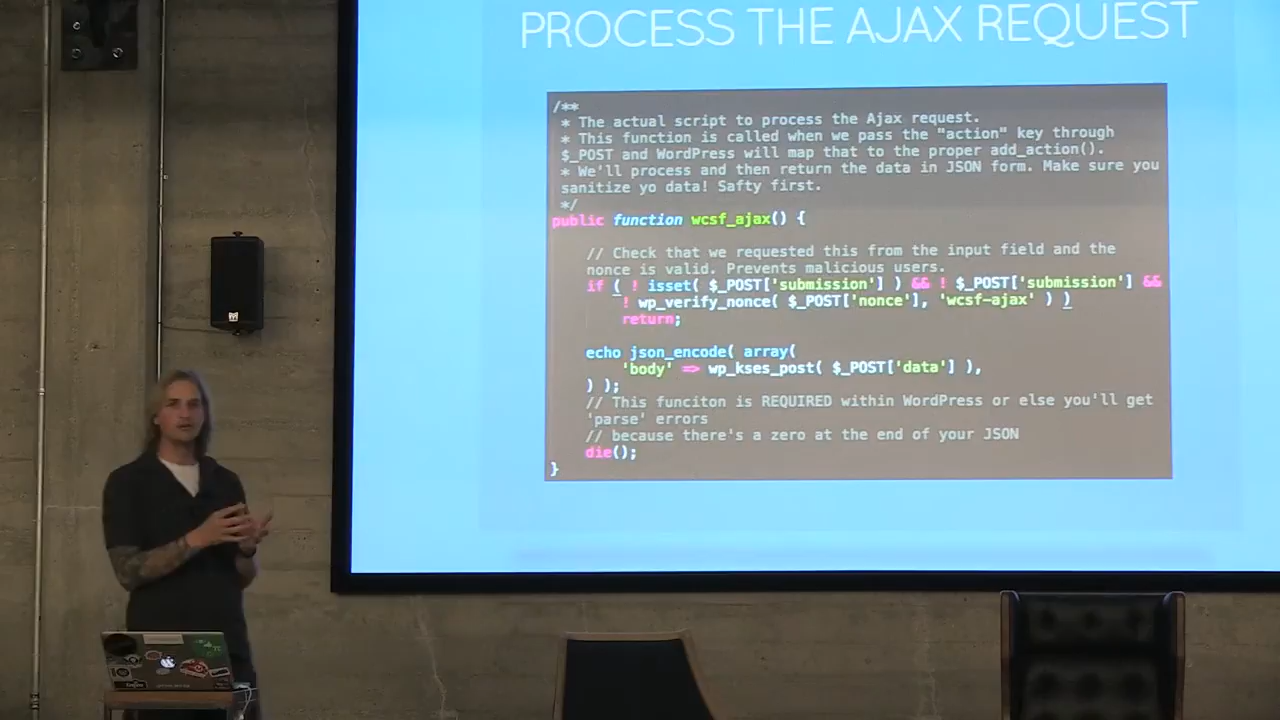 PROCESS THE AJAX REQUEST
/**
* The actual script to process the Ajax request.
* This function is called when we pass the "action" key through
$_POST and WordPress will map that to the proper add_action().
* We'll process and then return the data in JSON form. Make sure you
sanitize yo data! Safty first.
*/
public function wcsf_ajax() {
// Check that we requested this from the input field and the
nonce is valid. Prevents malicious users.
if ( ! isset( $_POST['submission'] ) && ! $_POST['submission'] &&
! wp_verify_nonce( $_POST['nonce'], 'wcsf-ajax' ) )
return;
echo json_encode( array(
'body' => wp_kses_post( $_POST['data'] ),
) );
// This funciton is REQUIRED within WordPress or else you'll get
'parse' errors
// because there's a zero at the end of your JSON
die();
}